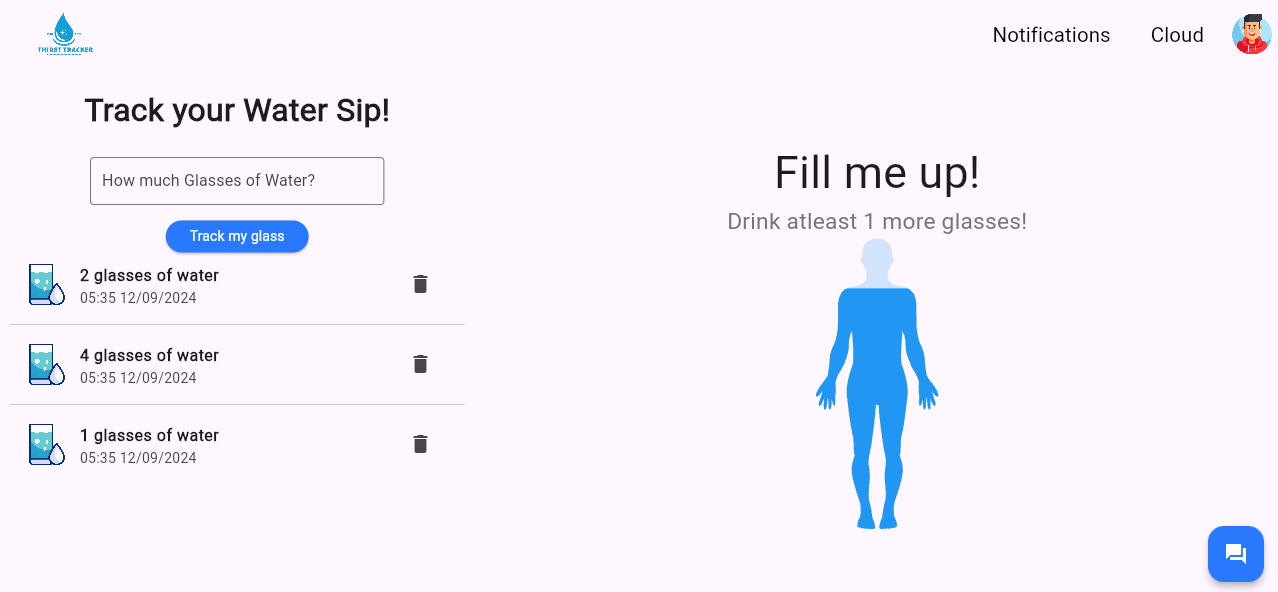 THIRST TRACKER
Notifications
Cloud
Track your Water Sip!
How much Glasses of Water?
Track my glass
2 glasses of water
05:35 12/09/2024
4 glasses of water
05:35 12/09/2024
1 glasses of water
05:35 12/09/2024
Fill me up!
Drink atleast 1 more glasses!